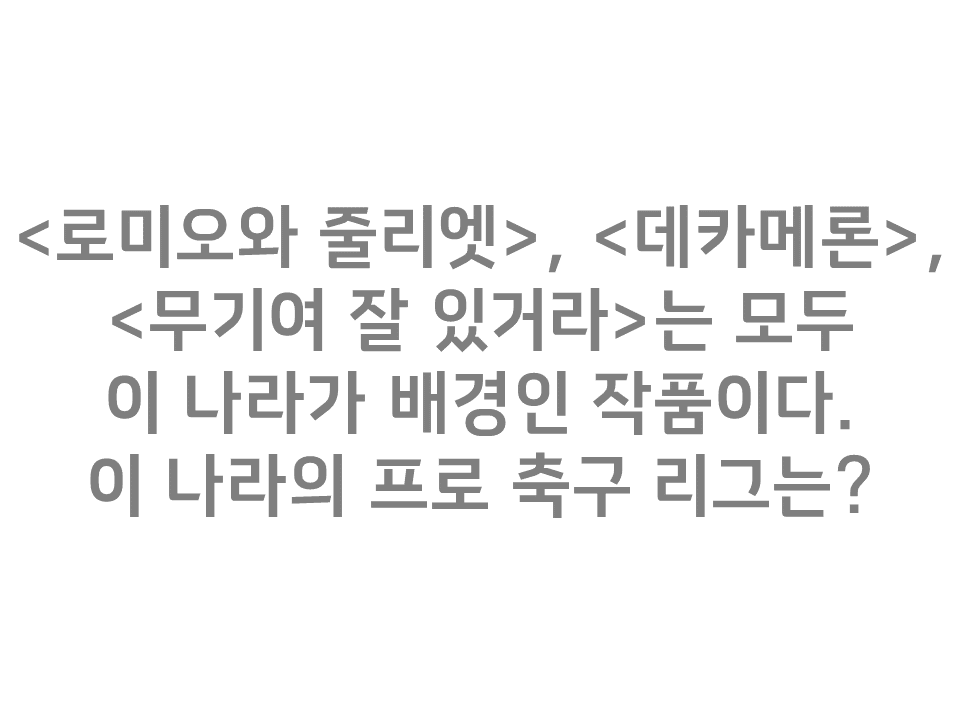 <로미오와 줄리엣>, <데카메론>,
<무기여 잘 있거라>는 모두
이 나라가 배경인 작품이다.
이 나라의 프로 축구 리그는?